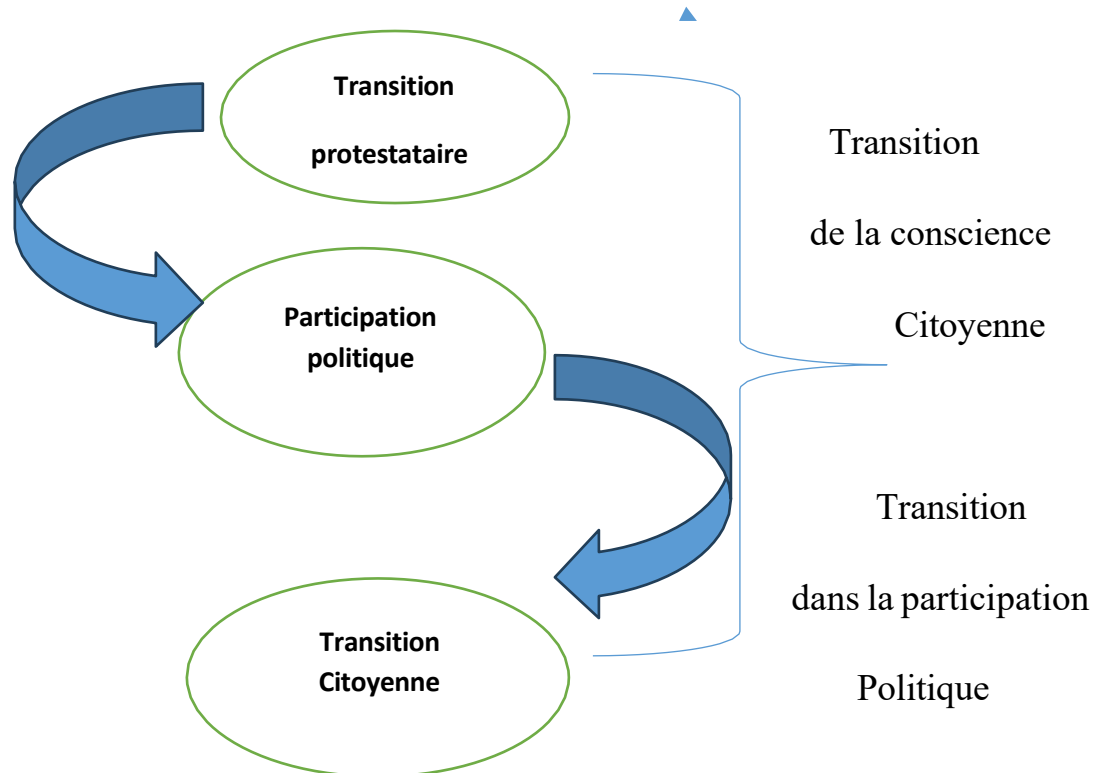 Transition
protestataire
Participation
politique
Transition
Citoyenne
Transition
de la conscience
Citoyenne
Transition
dans la participation
Politique